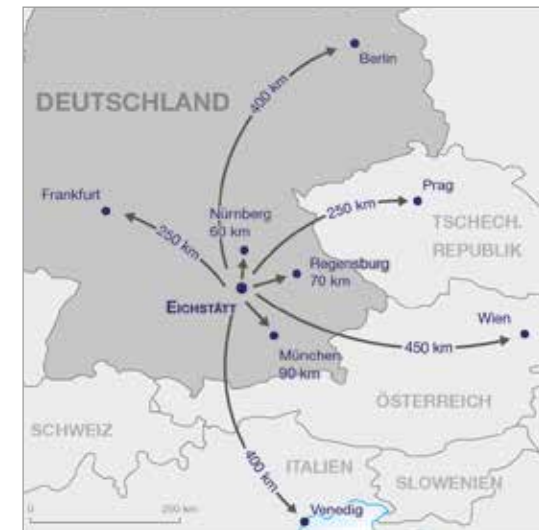 Berlin
400 km
DEUTSCHLAND
Frankfurt
250 km
Nürnberg
60 km
250 km
Prag
TSCHECH.
REPUBLIK
Regensburg
70 km
EICHSTÄTT
München
90 km
Wien
450 km
ÖSTERREICH
SCHWEIZ
400 km
ITALIEN
SLOWENIEN
Venedig
0 200 km